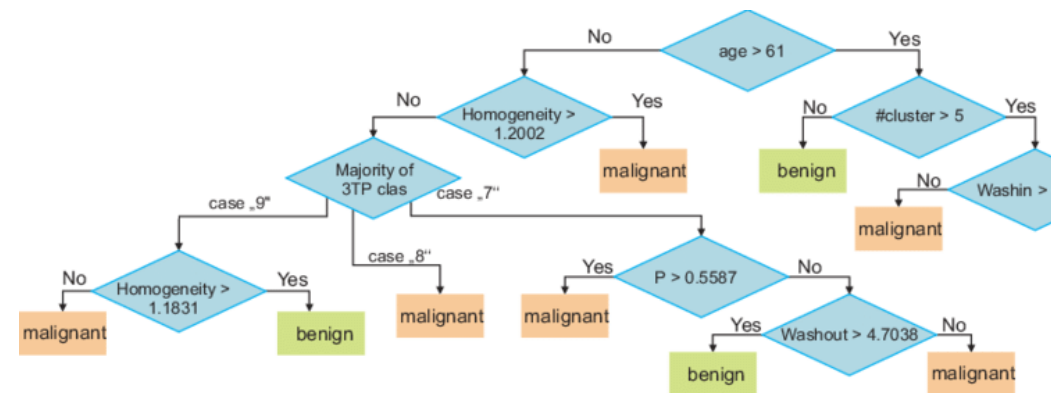 No
age > 61
Yes
No
Homogeneity >
1.2002
Yes
No
#cluster > 5
Yes
Majority of
3TP clas
malignant
benign
No
Washin >
case „9"
case „7“
malignant
case „8“
No
Homogeneity >
1.1831
Yes
Yes
P > 0.5587
No
malignant
benign
malignant
malignant
Yes
Washout > 4.7038
No
benign
malignant